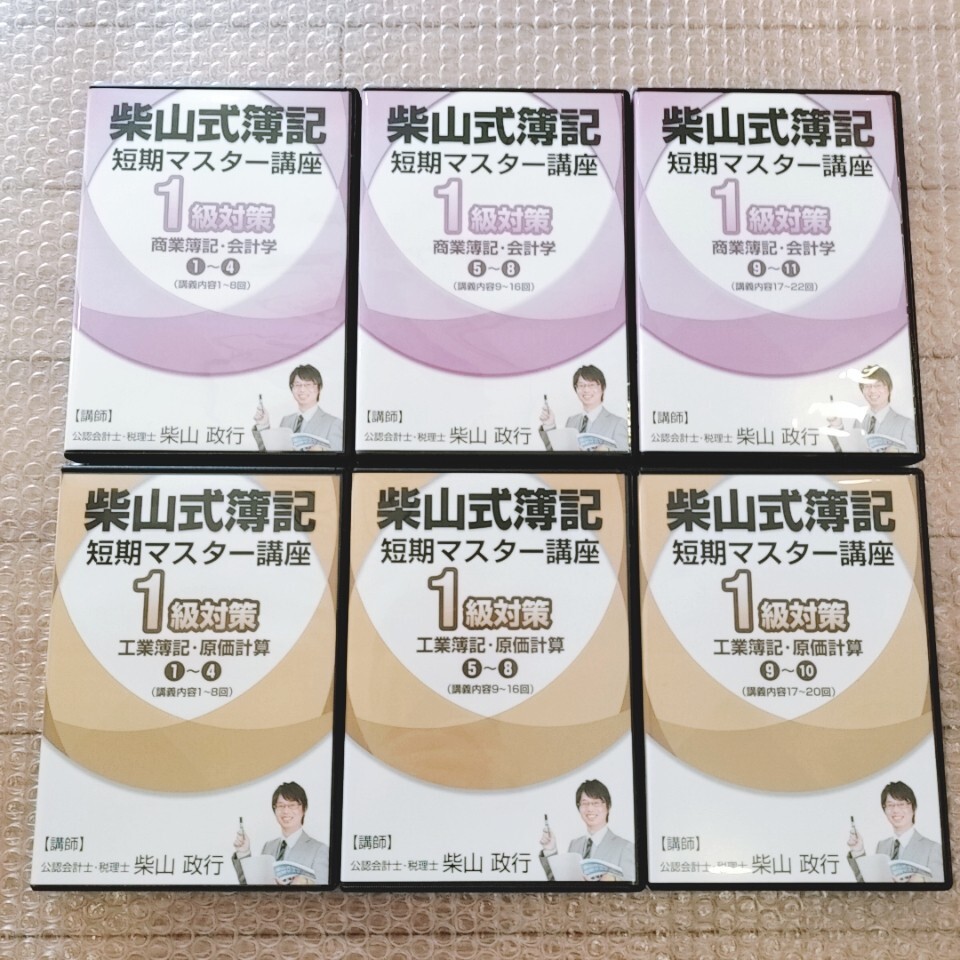 柴山式簿記
短期マスター講座
1級対策
商業簿記・会計学
❶～❹
(講義内容1～8回)
【講師】
公認会計士・税理士 柴山 政行
柴山式簿記
短期マスター講座
1級対策
商業簿記・会計学
❺～❽
(講義内容9～16回)
【講師】
公認会計士・税理士 柴山 政行
柴山式簿記
短期マスター講座
1級対策
商業簿記・会計学
❾～⓫
(講義内容17～22回)
【講師】
公認会計士・税理士 柴山 政行
柴山式簿記
短期マスター講座
1級対策
工業簿記・原価計算
❶～❹
(講義内容1～8回)
【講師】
公認会計士・税理士 柴山 政行
柴山式簿記
短期マスター講座
1級対策
工業簿記・原価計算
❺～❽
(講義内容9～16回)
【講師】
公認会計士・税理士 柴山 政行
柴山式簿記
短期マスター講座
1級対策
工業簿記・原価計算
❾～❿
(講義内容17～20回)
【講師】
公認会計士・税理士 柴山 政行